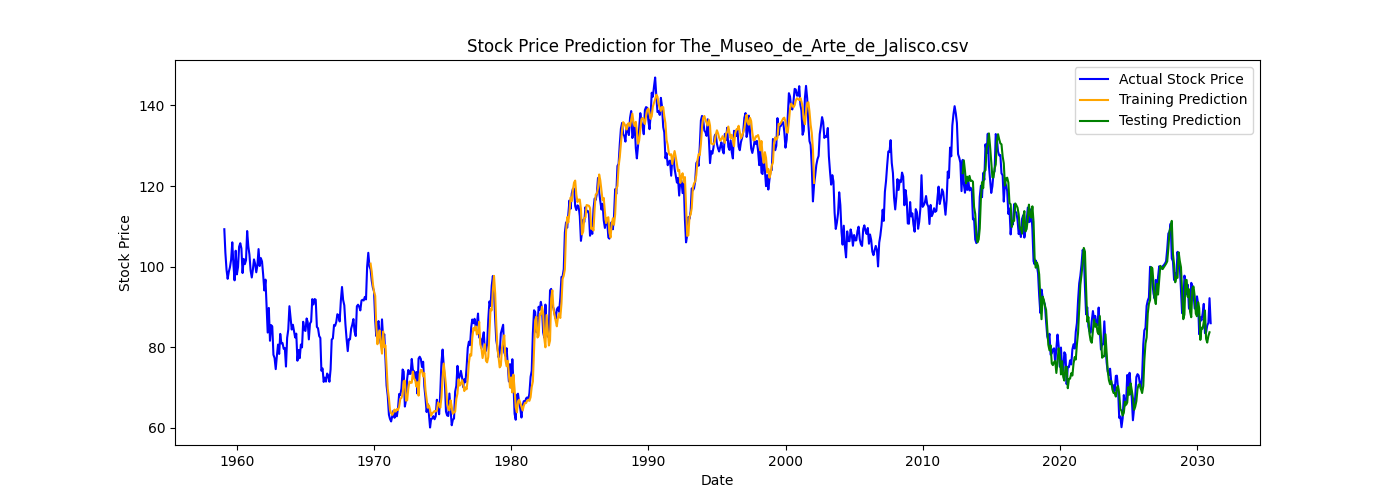 Stock Price Prediction for The_Museo_de_Arte_de_Jalisco.csv
Actual Stock Price
Training Prediction
Testing Prediction
Stock Price
140
120
100
80
60
1960 1970 1980 1990 2000 2010 2020 2030
Date